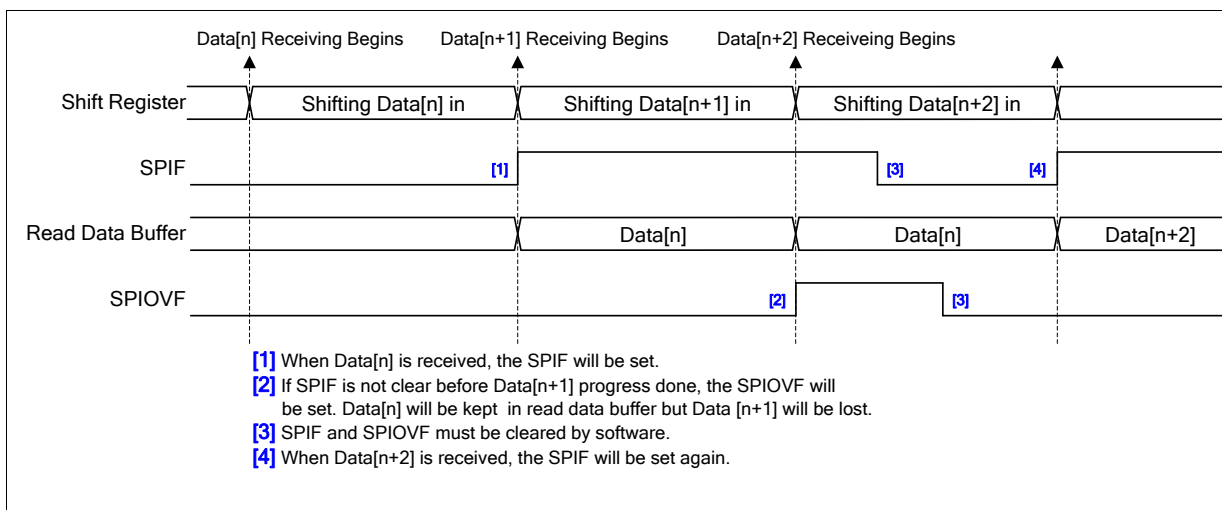 Data[n] Receiving Begins Data[n+1] Receiving Begins Data[n+2] Receiveing Begins
Shift Register Shifting Data[n] in Shifting Data[n+1] in Shifting Data[n+2] in
SPIF [1] [3] [4]
Read Data Buffer Data[n] Data[n] Data[n+2]
SPIOVF [2] [3]
[1] When Data[n] is received, the SPIF will be set.
[2] If SPIF is not clear before Data[n+1] progress done, the SPIOVF will
be set. Data[n] will be kept in read data buffer but Data [n+1] will be lost.
[3] SPIF and SPIOVF must be cleared by software.
[4] When Data[n+2] is received, the SPIF will be set again.